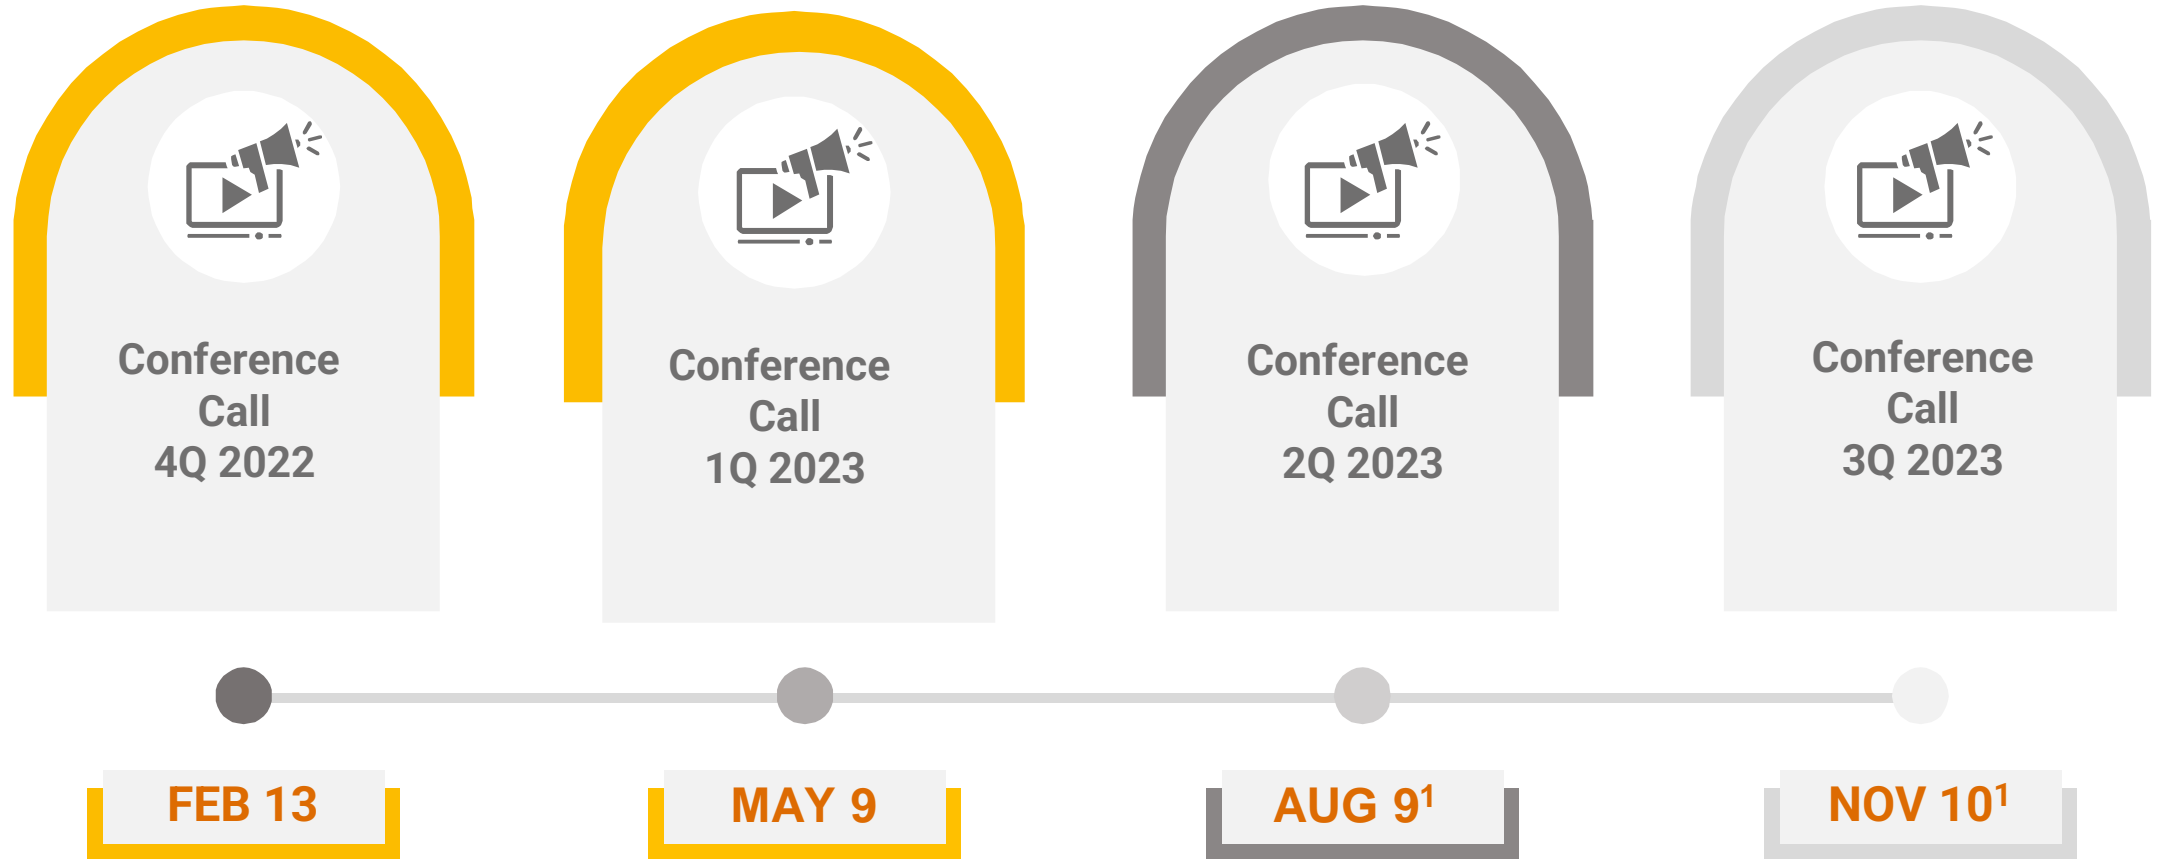 Conference
Call
4Q 2022
Conference
Call
1Q 2023
Conference
Call
2Q 2023
Conference
Call
3Q 2023
FEB 13
MAY 9
AUG 9¹
NOV 10¹